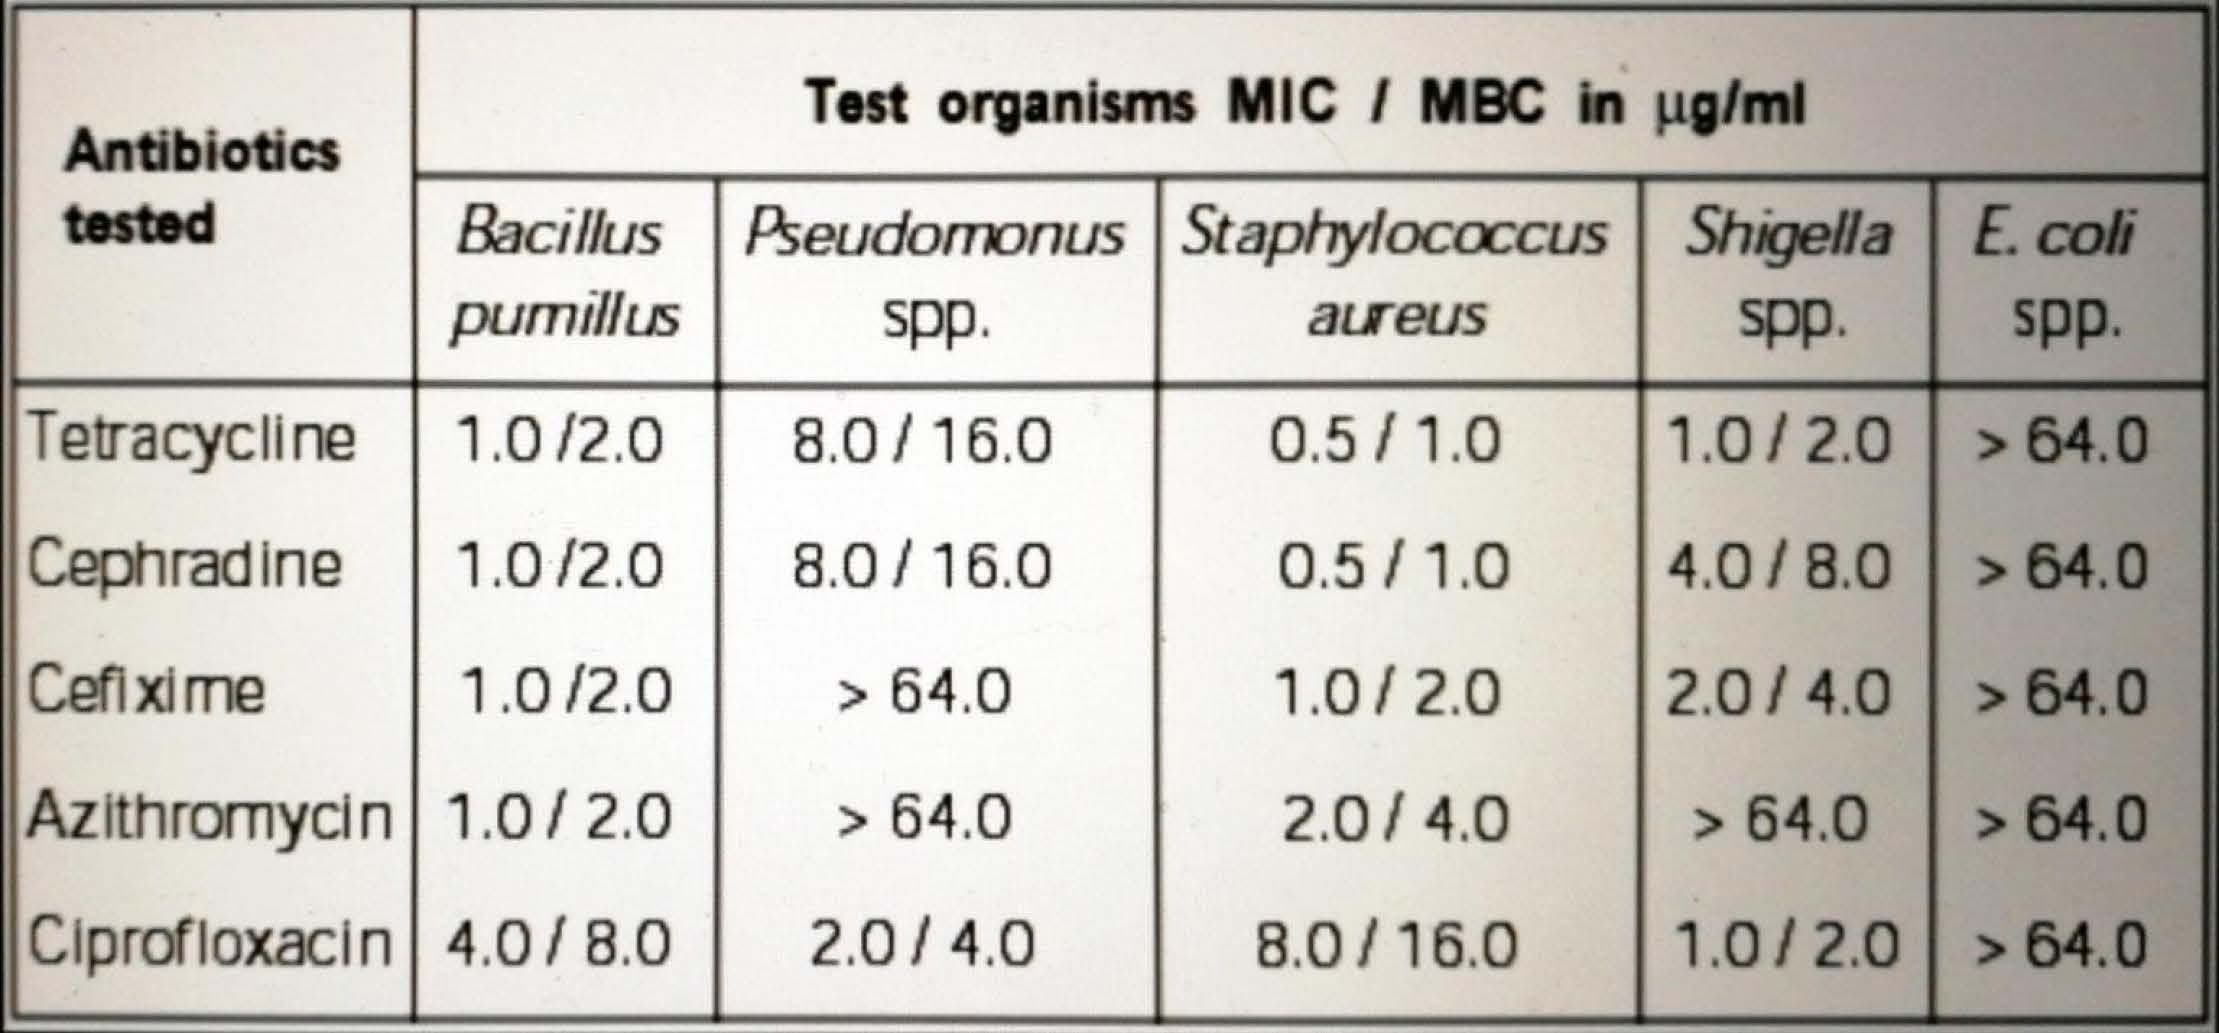 Antibiotics tested
Test organisms MIC / MBC in µg/ml
Bacillus pumillus
Pseudomonus spp.
Staphylococcus aureus
Shigella spp.
E. coli spp.
Tetracycline 1.0 /2.0 8.0 / 16.0 0.5 / 1.0 1.0 / 2.0 > 64.0
Cephradine 1.0 /2.0 8.0 / 16.0 0.5 / 1.0 4.0 / 8.0 > 64.0
Cefixime 1.0 /2.0 > 64.0 1.0 / 2.0 2.0 / 4.0 > 64.0
Azithromycin 1.0 / 2.0 > 64.0 2.0 / 4.0 > 64.0 > 64.0
Ciprofloxacin 4.0 / 8.0 2.0 / 4.0 8.0 / 16.0 1.0 / 2.0 > 64.0